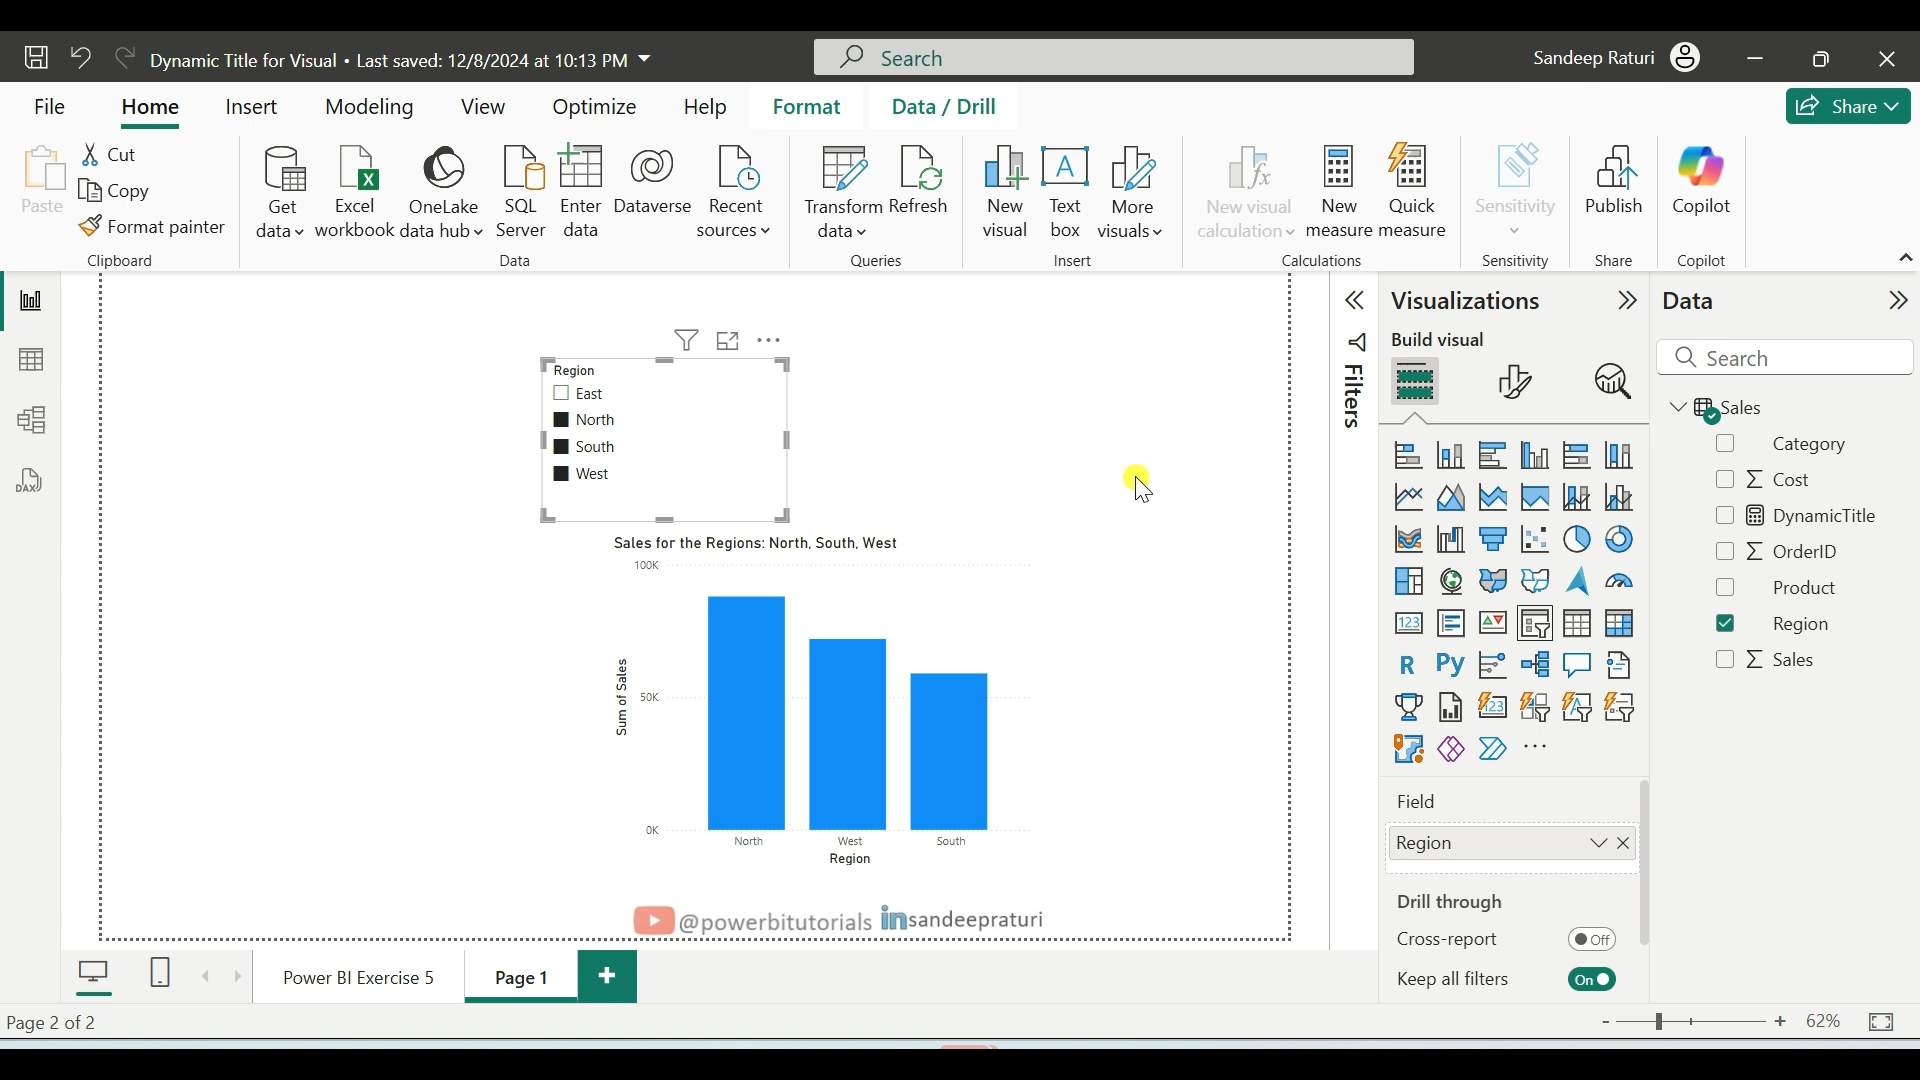 Dynamic Title for Visual • Last saved: 12/8/2024 at 10:13 PM
Search
Sandeep Raturi
File Home Insert Modeling View Optimize Help Format Data / Drill
Share
Paste
Cut
Copy
Format painter
Clipboard
Get data
Excel workbook
OneLake data hub
SQL Server
Enter data
Dataverse
Recent sources
Data
Transform data
Refresh
Queries
New visual
Text box
More visuals
Insert
New visual calculation
New measure
Quick measure
Calculations
Sensitivity
Sensitivity
Publish
Share
Copilot
Copilot
Region
East
North
South
West
Sales for the Regions: North, South, West
100K
50K
0K
Sum of Sales
North West South
Region
@powerbitutorials in sandeepraturi
Filters
Visualizations
Build visual
123
R Py
Field
Region
Drill through
Cross-report Off
Keep all filters On
Data
Search
Sales
Category
Cost
DynamicTitle
OrderID
Product
Region
Sales
DAX
Power BI Exercise 5
Page 1
Page 2 of 2
62%